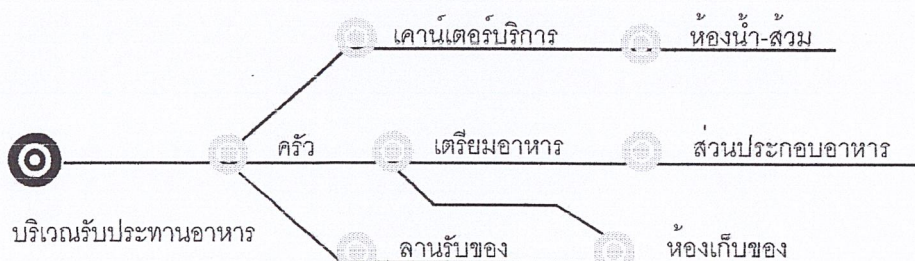 เคาน์เตอร์บริการ ห้องน้ำ-ส้วม
ครัว เตรียมอาหาร ส่วนประกอบอาหาร
บริเวณรับประทานอาหาร
ลานรับของ ห้องเก็บของ